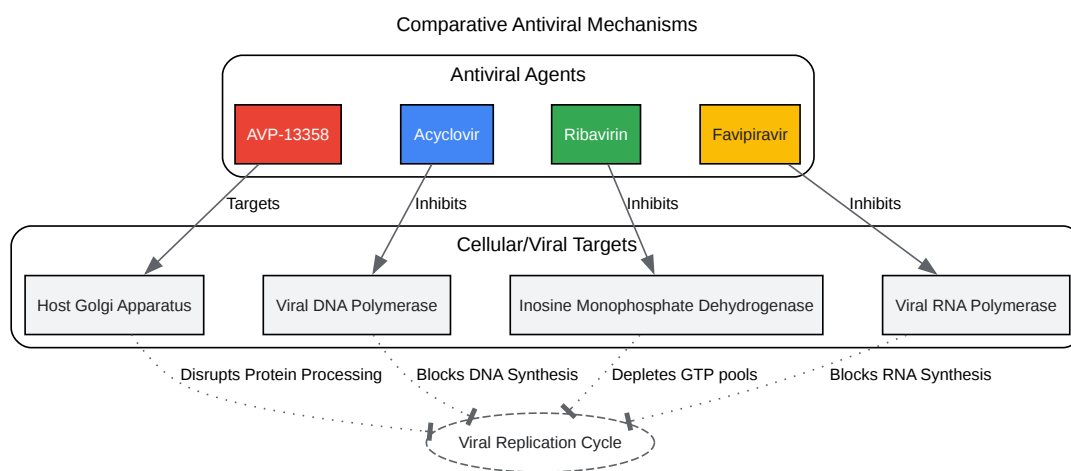 Comparative Antiviral Mechanisms
Antiviral Agents
AVP-13358
Acyclovir
Ribavirin
Favipiravir
Targets
Inhibits
Inhibits
Inhibits
Cellular/Viral Targets
Host Golgi Apparatus
Viral DNA Polymerase
Inosine Monophosphate Dehydrogenase
Viral RNA Polymerase
Disrupts Protein Processing
Blocks DNA Synthesis
Depletes GTP pools
Blocks RNA Synthesis
Viral Replication Cycle